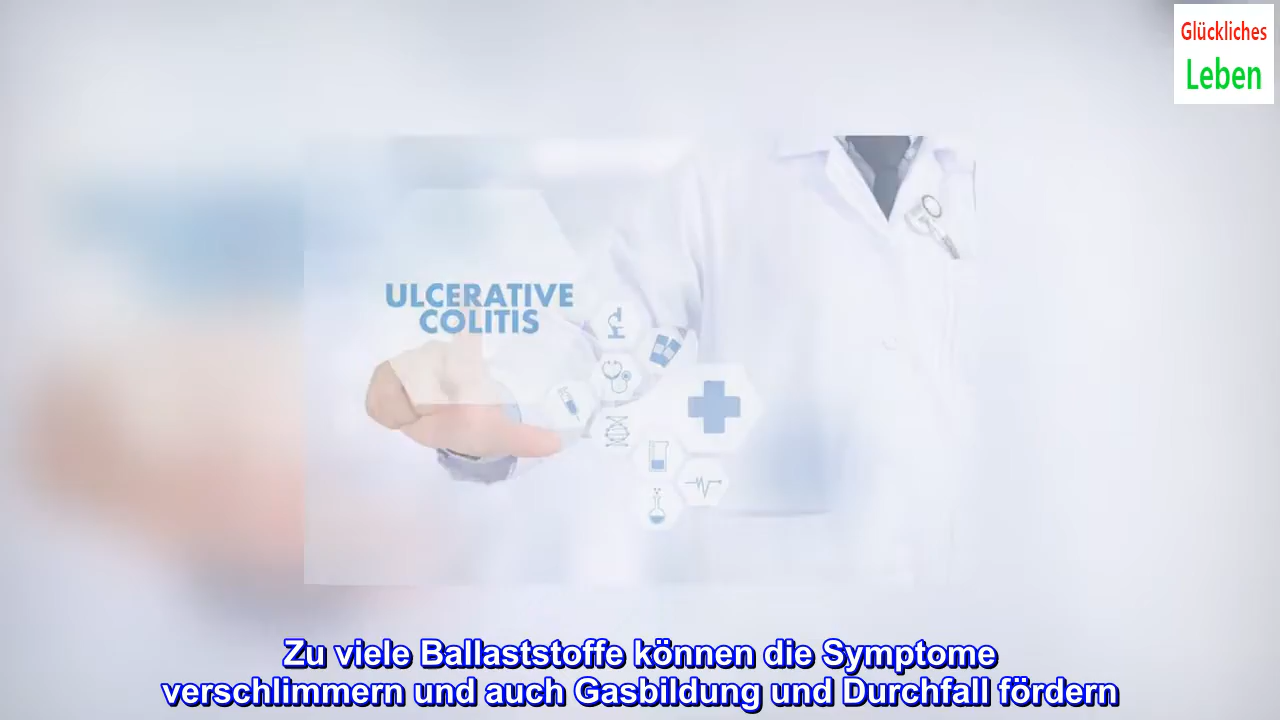 Glückliches
Leben
ULCERATIVE
COLITIS
Zu viele Ballaststoffe können die Symptome
verschlimmern und auch Gasbildung und Durchfall fördern